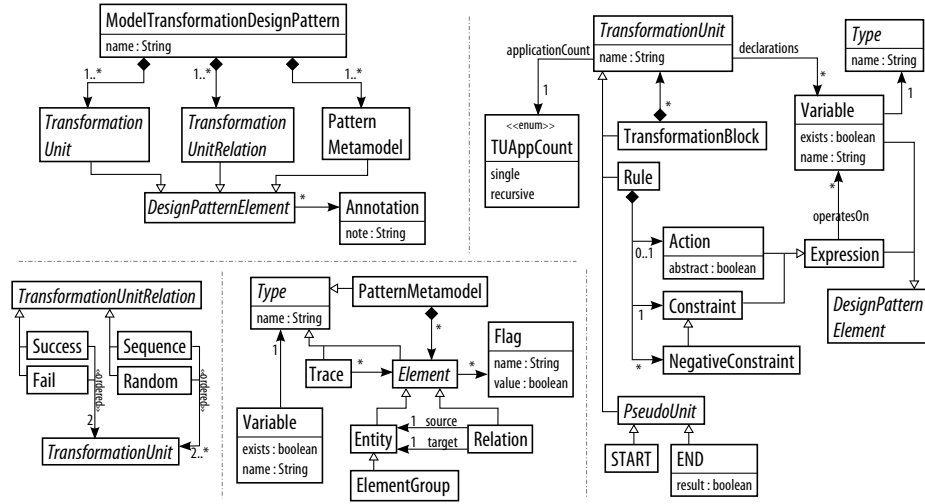 ModelTransformationDesignPattern
name : String
1..*
1..*
1..*
Transformation
Unit
Transformation
UnitRelation
Pattern
Metamodel
DesignPatternElement
*
Annotation
note : String
TransformationUnit
name : String
applicationCount
declarations
1
*
*
Type
name : String
1
<<enum>>
TUAppCount
single
recursive
TransformationBlock
Variable
exists : boolean
name : String
*
Rule
operatesOn
0..1
Action
abstract : boolean
Expression
1
Constraint
*
NegativeConstraint
DesignPattern
Element
PseudoUnit
START
END
result : boolean
TransformationUnitRelation
Success
Fail
Sequence
Random
«ordered»
«ordered»
2
2..*
TransformationUnit
Type
name : String
PatternMetamodel
1
*
Trace
*
Element
*
Flag
name : String
value : boolean
Variable
exists : boolean
name : String
Entity
1 source
1 target
Relation
ElementGroup